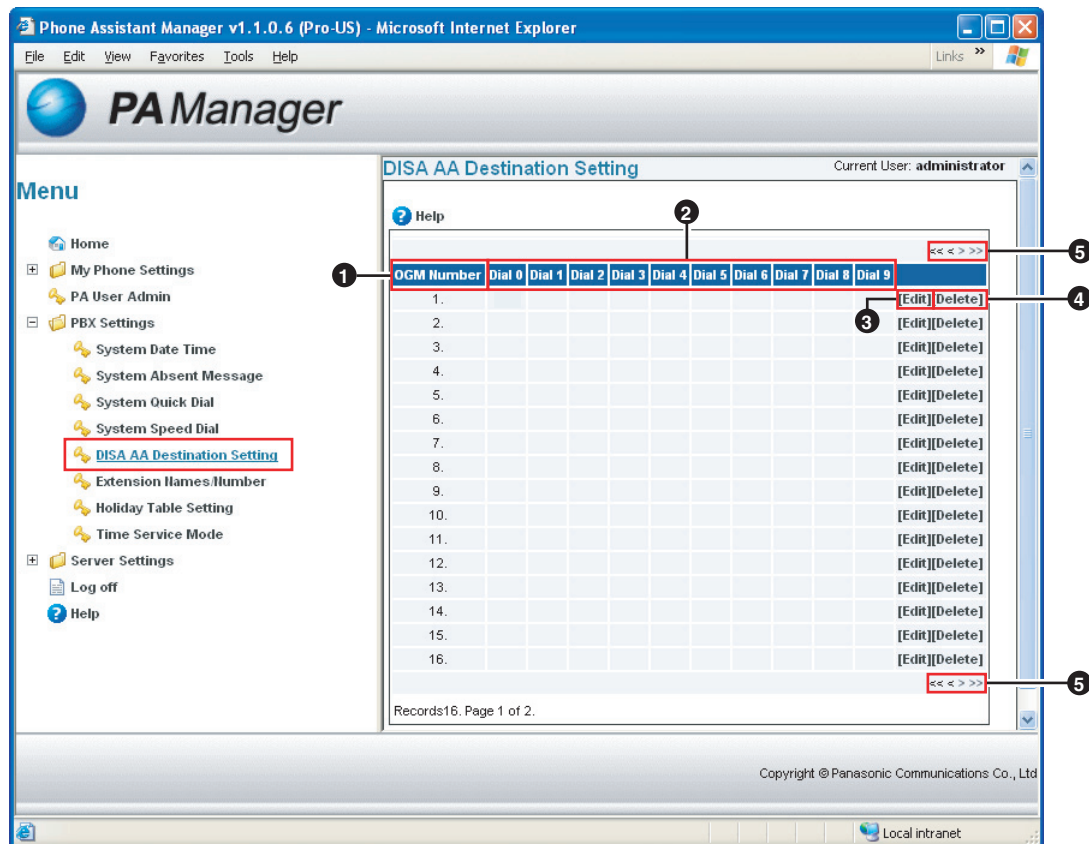 Phone Assistant Manager v1.1.0.6 (Pro-US) - Microsoft Internet Explorer
File Edit View Favorites Tools Help Links »
PA Manager
Menu
Home
My Phone Settings
PA User Admin
PBX Settings
System Date Time
System Absent Message
System Quick Dial
System Speed Dial
DISA AA Destination Setting
Extension Names/Number
Holiday Table Setting
Time Service Mode
Server Settings
Log off
Help
DISA AA Destination Setting Current User: administrator
Help
2
<< < > >> 5
1 OGM Number Dial 0 Dial 1 Dial 2 Dial 3 Dial 4 Dial 5 Dial 6 Dial 7 Dial 8 Dial 9
1. [Edit][Delete] 4
3
2. [Edit][Delete]
3. [Edit][Delete]
4. [Edit][Delete]
5. [Edit][Delete]
6. [Edit][Delete]
7. [Edit][Delete]
8. [Edit][Delete]
9. [Edit][Delete]
10. [Edit][Delete]
11. [Edit][Delete]
12. [Edit][Delete]
13. [Edit][Delete]
14. [Edit][Delete]
15. [Edit][Delete]
16. [Edit][Delete]
<< < > >> 5
Records16. Page 1 of 2.
Copyright © Panasonic Communications Co., Ltd
Local intranet